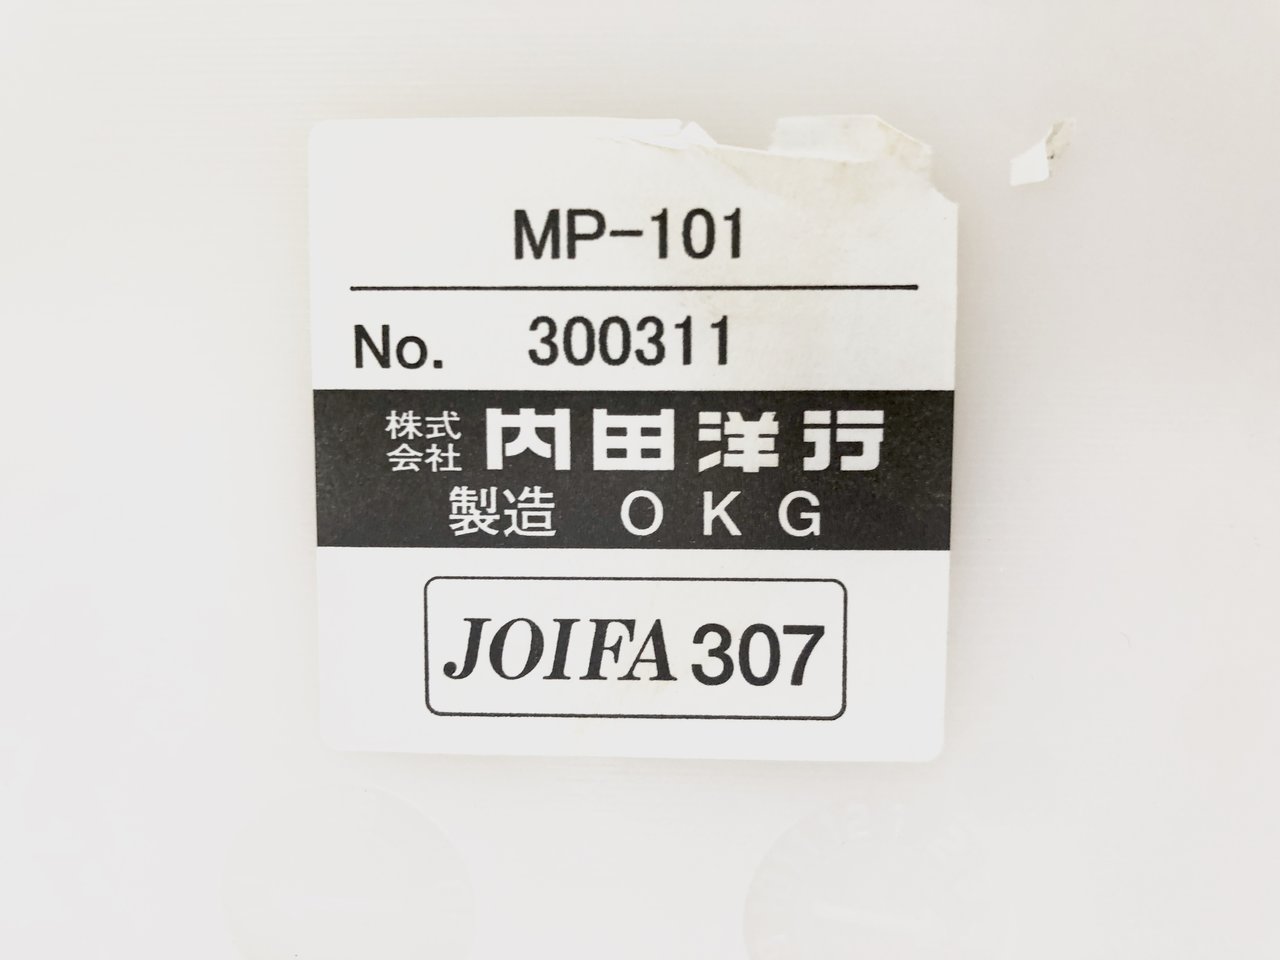 MP-101
No. 300311
株式会社 内田洋行
製造 OKG
JOIFA 307